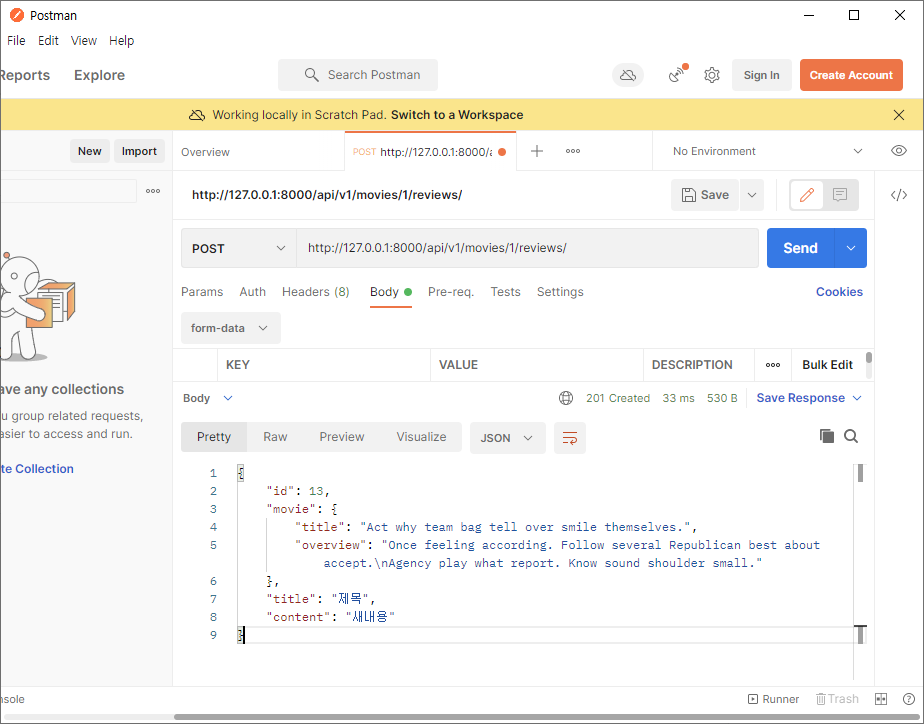 Postman
File Edit View Help
Reports Explore Search Postman Sign In Create Account
Working locally in Scratch Pad. Switch to a Workspace
New Import Overview POST http://127.0.0.1:8000/a No Environment
http://127.0.0.1:8000/api/v1/movies/1/reviews/ Save
POST http://127.0.0.1:8000/api/v1/movies/1/reviews/ Send
Params Auth Headers (8) Body Pre-req. Tests Settings Cookies
form-data
KEY VALUE DESCRIPTION Bulk Edit
ave any collections
u group related requests,
asier to access and run.
te Collection
Body 201 Created 33 ms 530 B Save Response
Pretty Raw Preview Visualize JSON
1 {
2 "id": 13,
3 "movie": {
4 "title": "Act why team bag tell over smile themselves.",
5 "overview": "Once feeling according. Follow several Republican best about
accept.\nAgency play what report. Know sound shoulder small."
6 },
7 "title": "제목",
8 "content": "새내용"
9 }
nsole Runner Trash